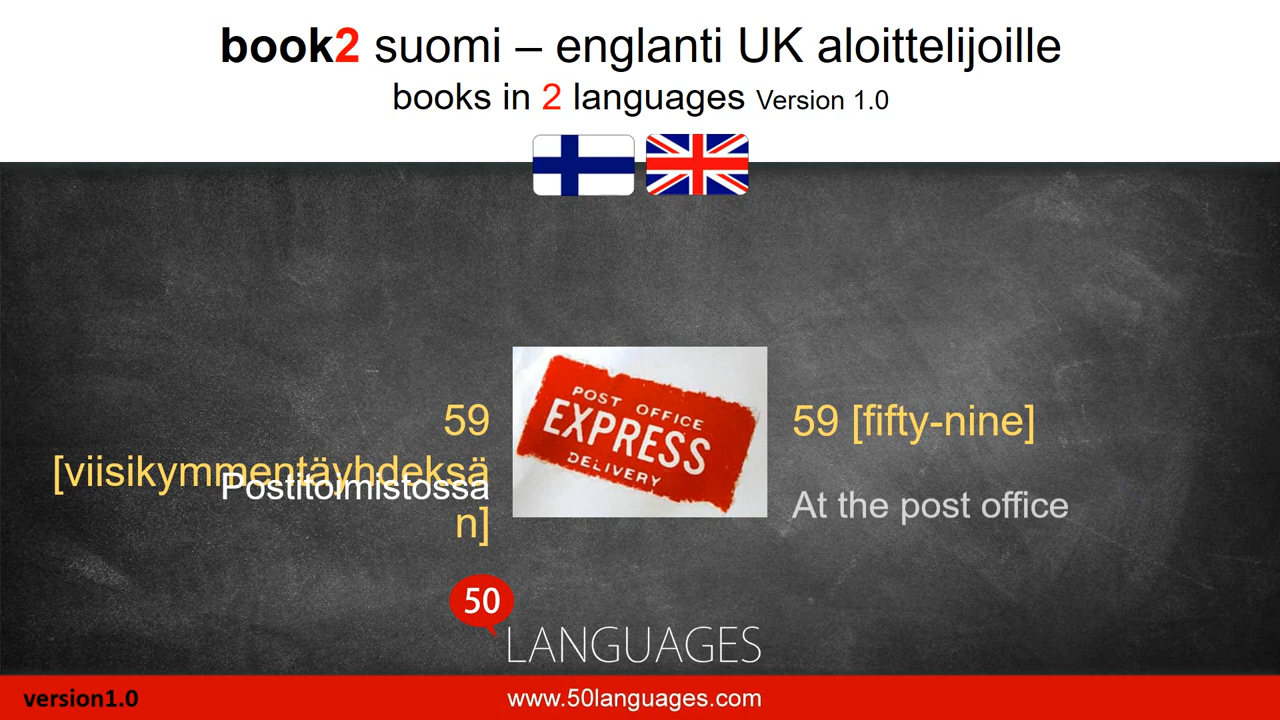 book2 suomi – englanti UK aloittelijoille
books in 2 languages Version 1.0
59
[viisikymmentäyhdeksä
n]
Postitoimistossa
POST OFFICE
EXPRESS
DELIVERY
59 [fifty-nine]
At the post office
50
LANGUAGES
version1.0
www.50languages.com